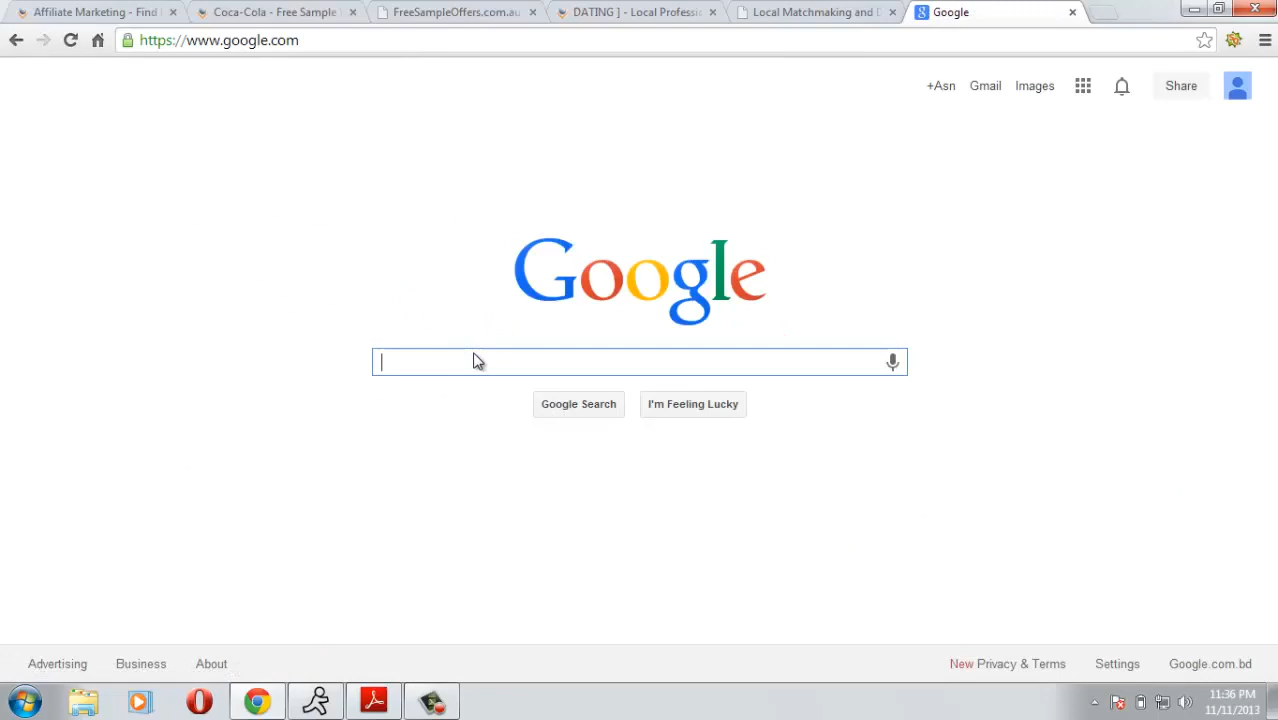 Affiliate Marketing - Find
Coca-Cola - Free Sample
FreeSampleOffers.com.au
DATING ] - Local Professi
Local Matchmaking and D
Google
https://www.google.com
+Asn
Gmail
Images
Share
Google
Google Search
I'm Feeling Lucky
Advertising
Business
About
New Privacy & Terms
Settings
Google.com.bd
11:36 PM
11/11/2013